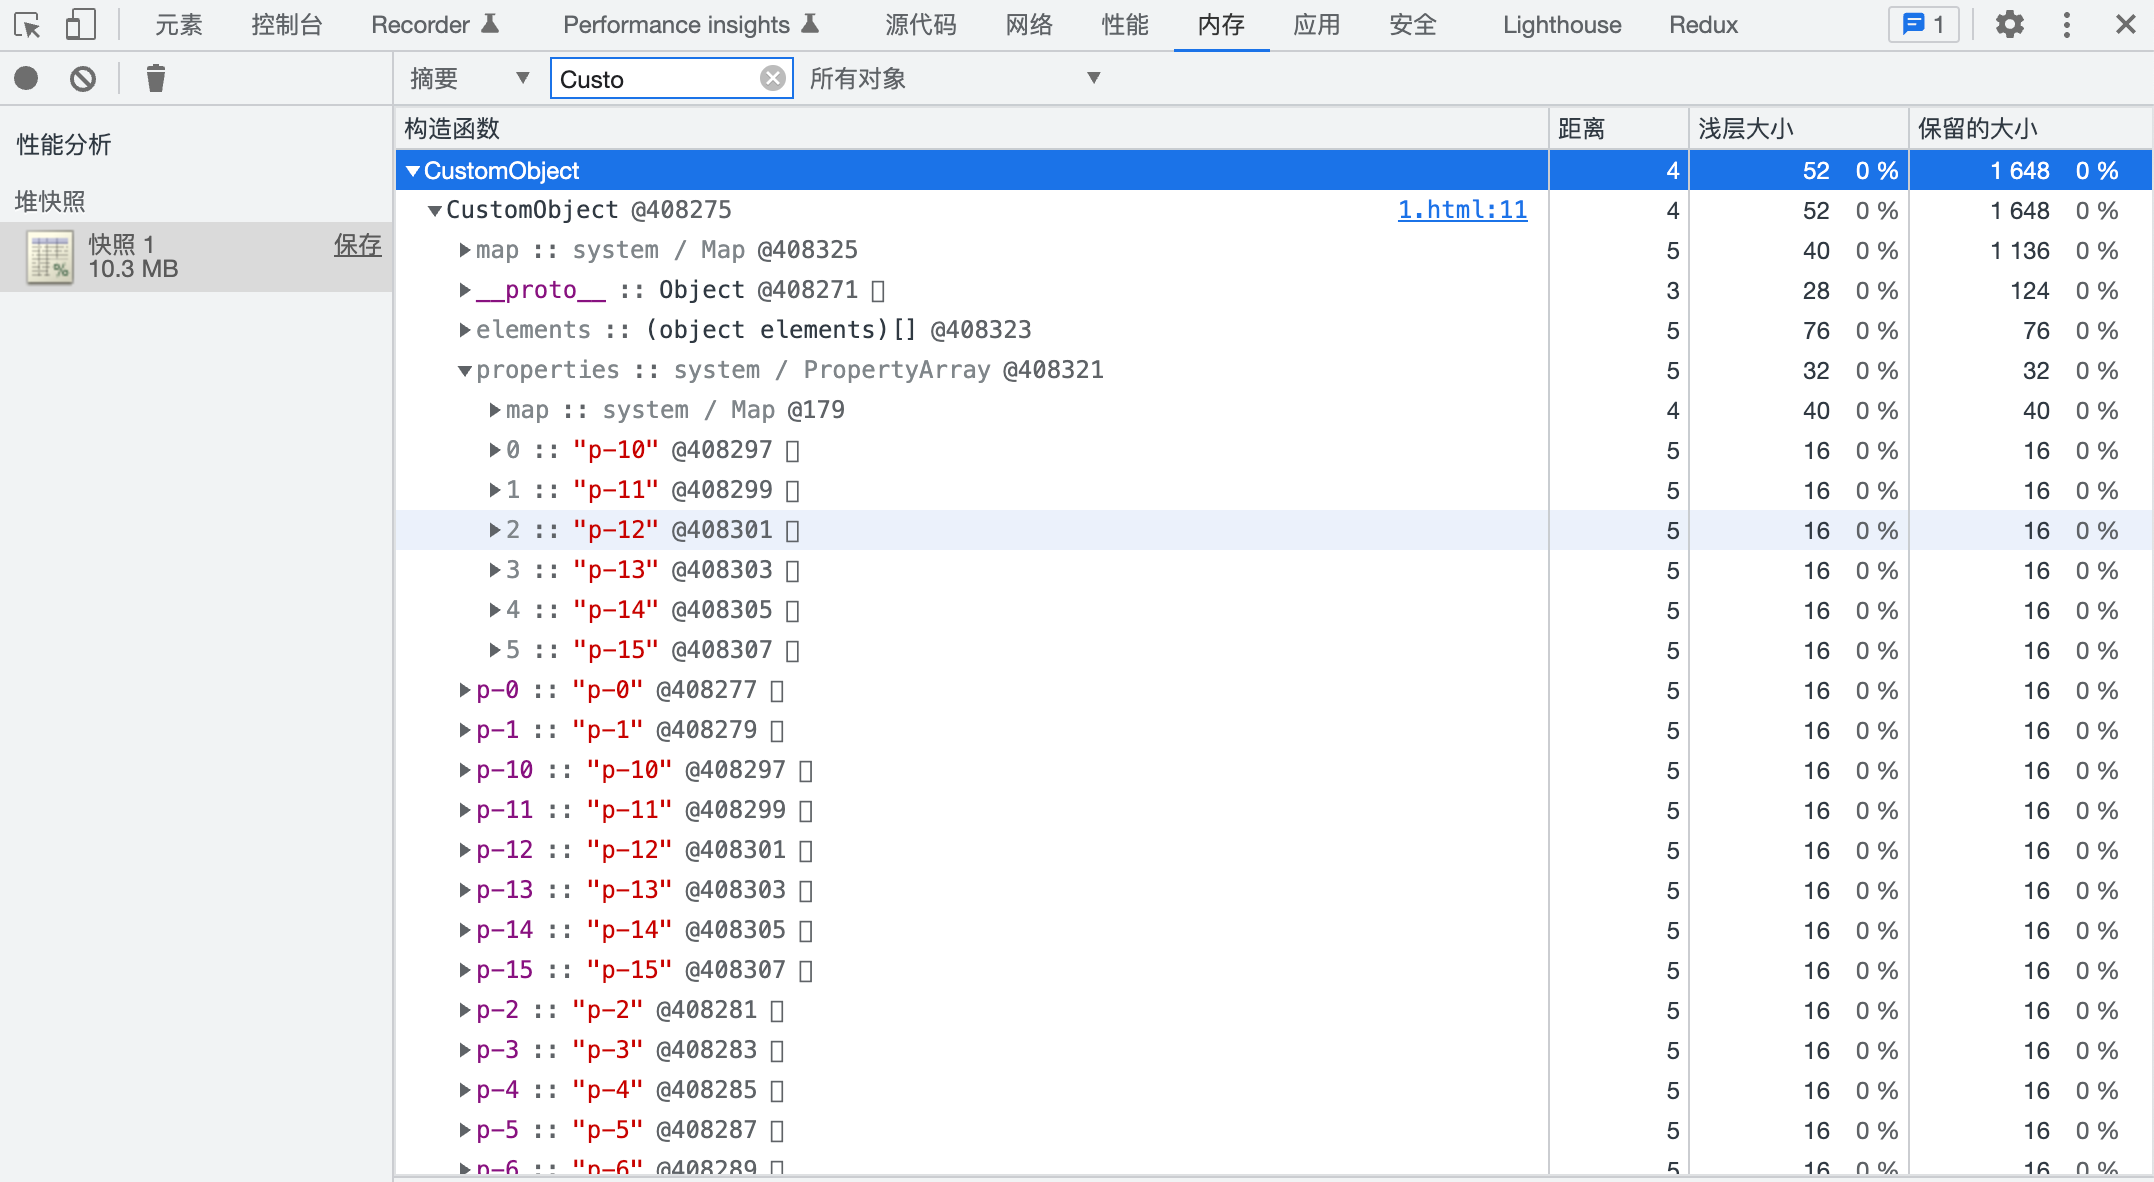 元素 控制台 Recorder Performance insights 源代码 网络 性能 内存 应用 安全 Lighthouse Redux 1
摘要 Custo 所有对象
性能分析
堆快照
快照 1 保存
10.3 MB
构造函数 距离 浅层大小 保留的大小
CustomObject 4 52 0 % 1 648 0 %
CustomObject @408275 1.html:11 4 52 0 % 1 648 0 %
map :: system / Map @408325 5 40 0 % 1 136 0 %
__proto__ :: Object @408271 3 28 0 % 124 0 %
elements :: (object elements)[] @408323 5 76 0 % 76 0 %
properties :: system / PropertyArray @408321 5 32 0 % 32 0 %
map :: system / Map @179 4 40 0 % 40 0 %
0 :: "p-10" @408297 5 16 0 % 16 0 %
1 :: "p-11" @408299 5 16 0 % 16 0 %
2 :: "p-12" @408301 5 16 0 % 16 0 %
3 :: "p-13" @408303 5 16 0 % 16 0 %
4 :: "p-14" @408305 5 16 0 % 16 0 %
5 :: "p-15" @408307 5 16 0 % 16 0 %
p-0 :: "p-0" @408277 5 16 0 % 16 0 %
p-1 :: "p-1" @408279 5 16 0 % 16 0 %
p-10 :: "p-10" @408297 5 16 0 % 16 0 %
p-11 :: "p-11" @408299 5 16 0 % 16 0 %
p-12 :: "p-12" @408301 5 16 0 % 16 0 %
p-13 :: "p-13" @408303 5 16 0 % 16 0 %
p-14 :: "p-14" @408305 5 16 0 % 16 0 %
p-15 :: "p-15" @408307 5 16 0 % 16 0 %
p-2 :: "p-2" @408281 5 16 0 % 16 0 %
p-3 :: "p-3" @408283 5 16 0 % 16 0 %
p-4 :: "p-4" @408285 5 16 0 % 16 0 %
p-5 :: "p-5" @408287 5 16 0 % 16 0 %
p-6 :: "p-6" @408289 5 16 0 % 16 0 %